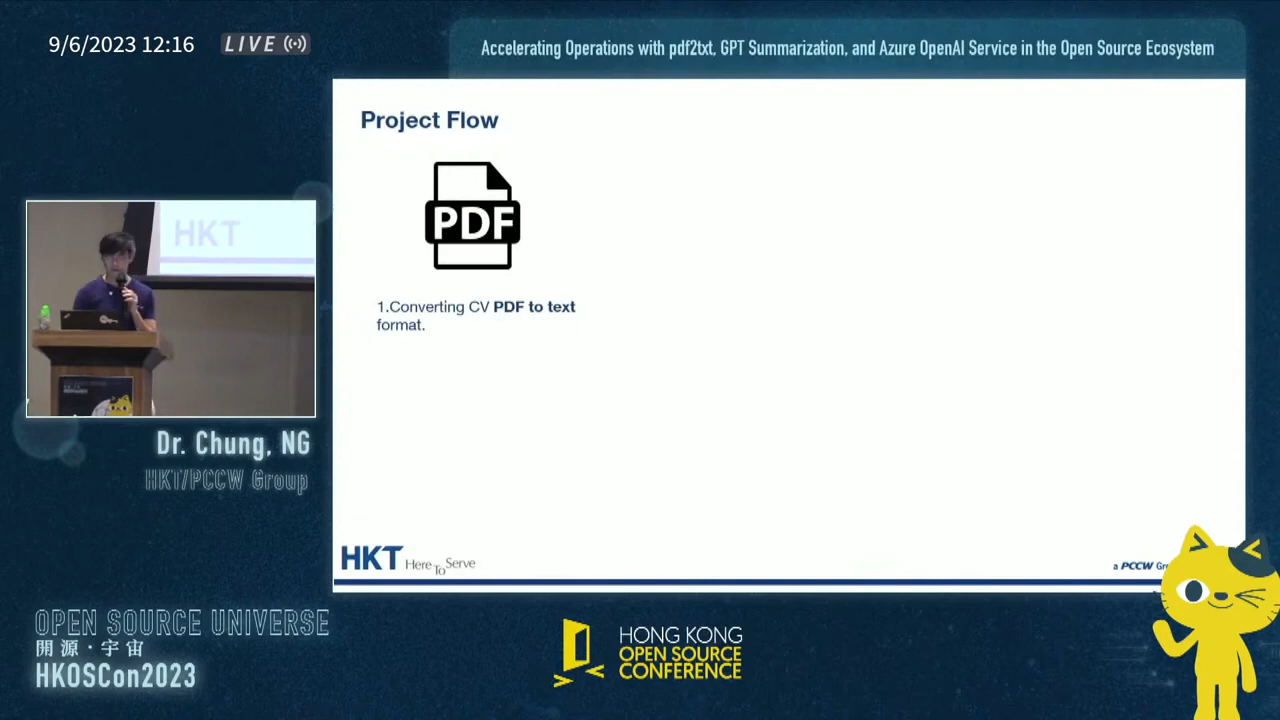 9/6/2023 12:16
LIVE
Accelerating Operations with pdf2txt, GPT Summarization, and Azure OpenAI Service in the Open Source Ecosystem
Project Flow
PDF
1.Converting CV PDF to text
format.
HKT
Dr. Chung, NG
HKT/PCCW Group
HKT Here To Serve
a PCCW
OPEN SOURCE UNIVERSE
開源·宇宙
HKOSCon2023
HONG KONG
OPEN SOURCE
CONFERENCE